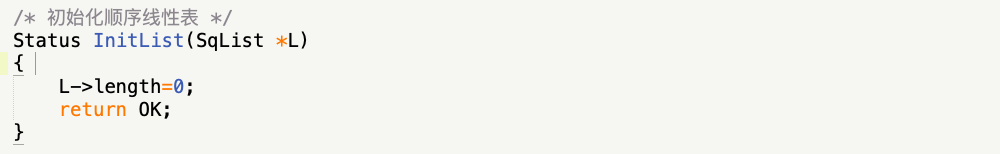 /* 初始化顺序线性表 */
Status InitList(SqList *L)
{
    L->length=0;
    return OK;
}